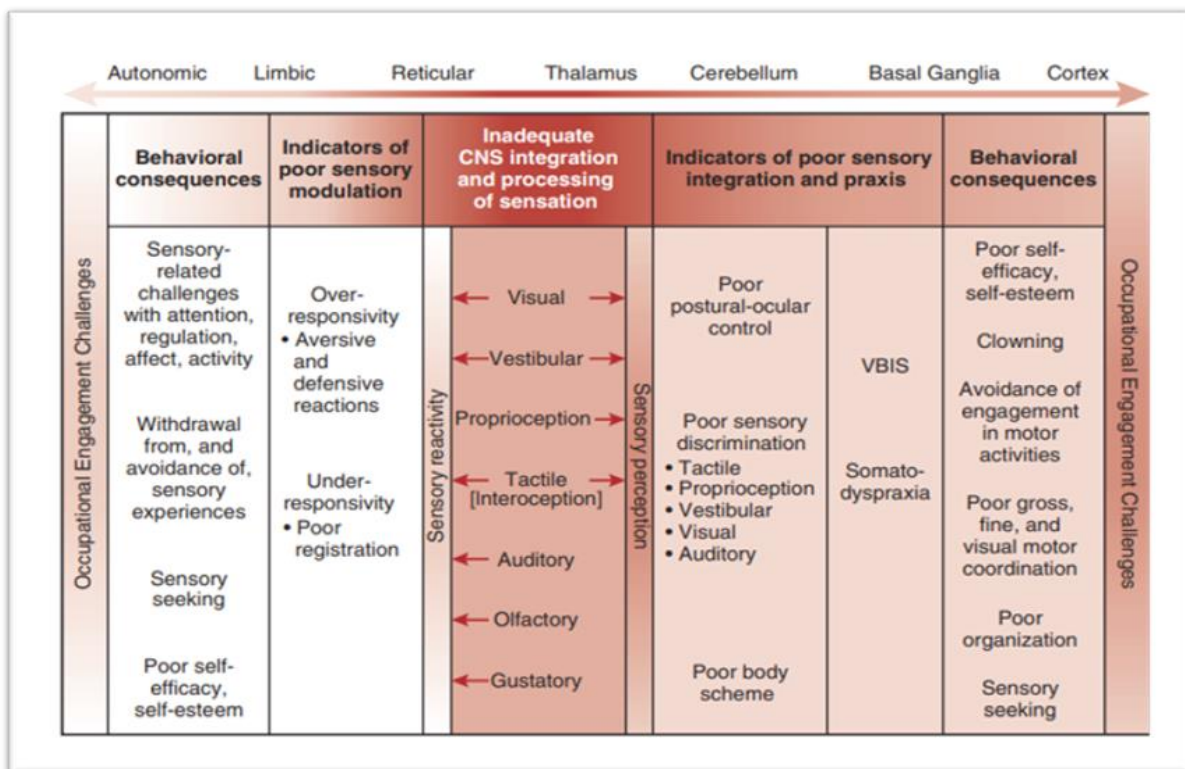 Autonomic Limbic Reticular Thalamus Cerebellum Basal Ganglia Cortex
Occupational Engagement Challenges
Behavioral
consequences
Sensory-
related
challenges
with attention,
regulation,
affect, activity
Withdrawal
from, and
avoidance of,
sensory
experiences
Sensory
seeking
Poor self-
efficacy,
self-esteem
Indicators of
poor sensory
modulation
Over-
responsivity
• Aversive
and
defensive
reactions
Under-
responsivity
• Poor
registration
Inadequate
CNS integration
and processing
of sensation
Sensory reactivity
Visual
Vestibular
Proprioception
Tactile
[Interoception]
Auditory
Olfactory
Gustatory
Sensory perception
Indicators of poor sensory
integration and praxis
Poor
postural-ocular
control
Poor sensory
discrimination
• Tactile
• Proprioception
• Vestibular
• Visual
• Auditory
Poor body
scheme
VBIS
Somato-
dyspraxia
Behavioral
consequences
Poor self-
efficacy,
self-esteem
Clowning
Avoidance of
engagement
in motor
activities
Poor gross,
fine, and
visual motor
coordination
Poor
organization
Sensory
seeking
Occupational Engagement Challenges